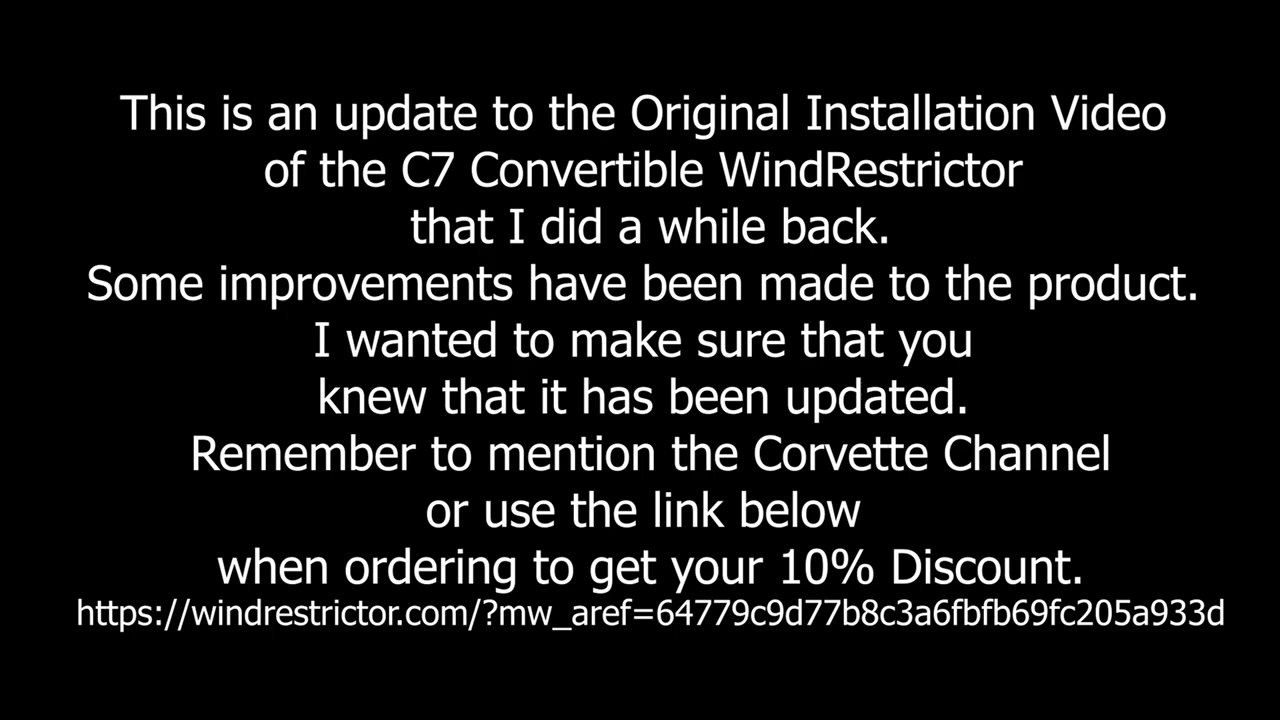 This is an update to the Original Installation Video
of the C7 Convertible WindRestrictor
that I did a while back.
Some improvements have been made to the product.
I wanted to make sure that you
knew that it has been updated.
Remember to mention the Corvette Channel
or use the link below
when ordering to get your 10% Discount.
https://windrestrictor.com/?mw_aref=64779c9d77b8c3a6fbfb69fc205a933d